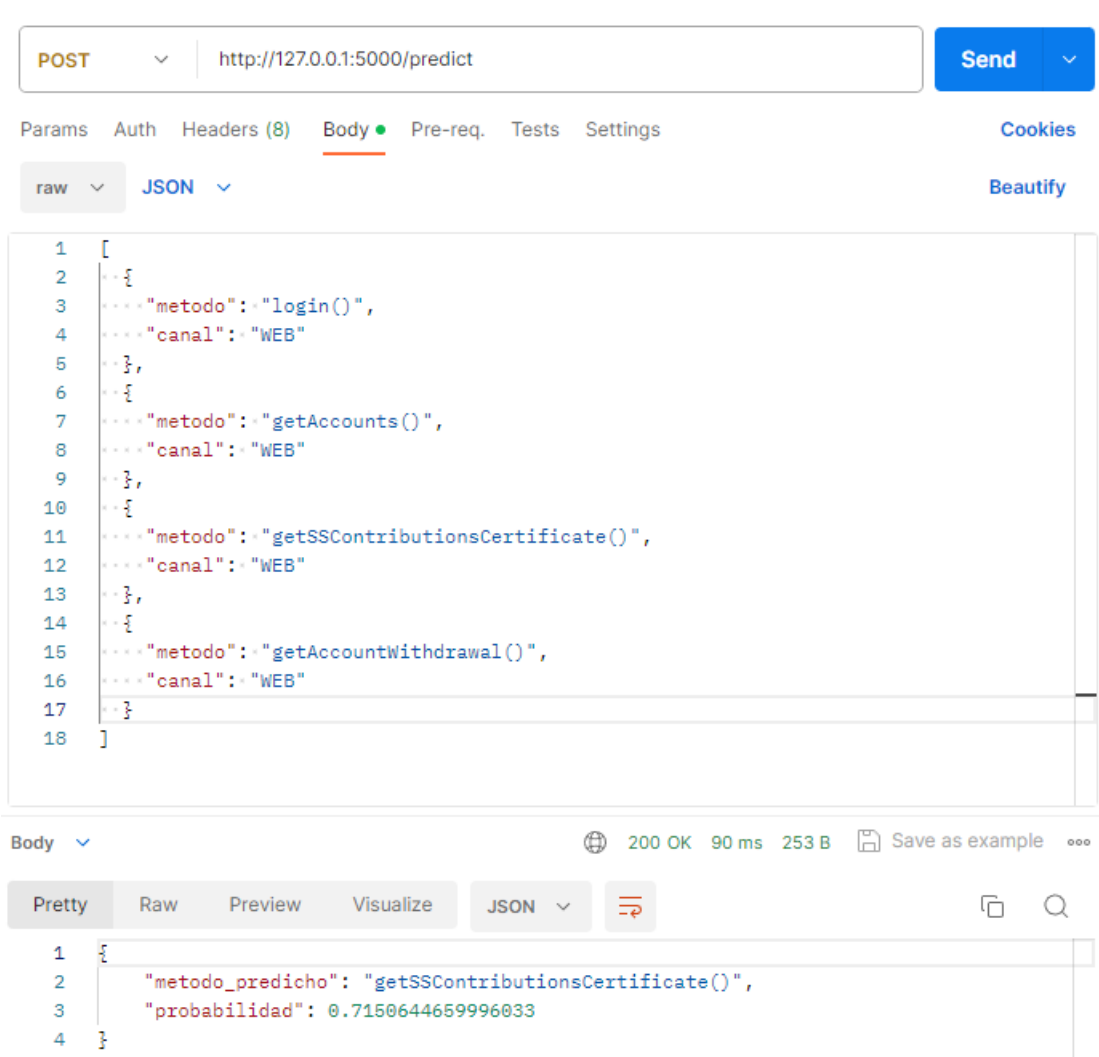 POST http://127.0.0.1:5000/predict Send
Params Auth Headers (8) Body Pre-req. Tests Settings Cookies
raw JSON Beautify
1 [
2 {
3 "metodo": "login()",
4 "canal": "WEB"
5 },
6 {
7 "metodo": "getAccounts()",
8 "canal": "WEB"
9 },
10 {
11 "metodo": "getSSContributionsCertificate()",
12 "canal": "WEB"
13 },
14 {
15 "metodo": "getAccountWithdrawal()",
16 "canal": "WEB"
17 }
18 ]
Body 200 OK 90 ms 253 B Save as example
Pretty Raw Preview Visualize JSON
1 {
2 "metodo_predicho": "getSSContributionsCertificate()",
3 "probabilidad": 0.7150644659996033
4 }